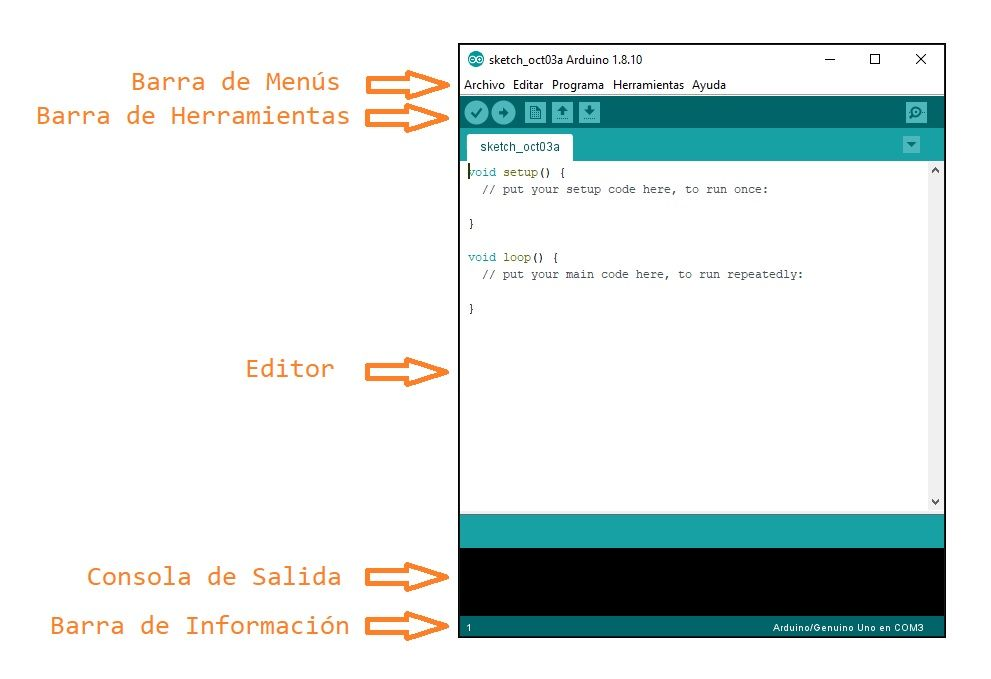 sketch_oct03a Arduino 1.8.10
Barra de Menús
Archivo Editar Programa Herramientas Ayuda
Barra de Herramientas
sketch_oct03a
void setup() {
  // put your setup code here, to run once:
}
void loop() {
  // put your main code here, to run repeatedly:
}
Editor
Consola de Salida
Barra de Información
1 Arduino/Genuino Uno en COM3